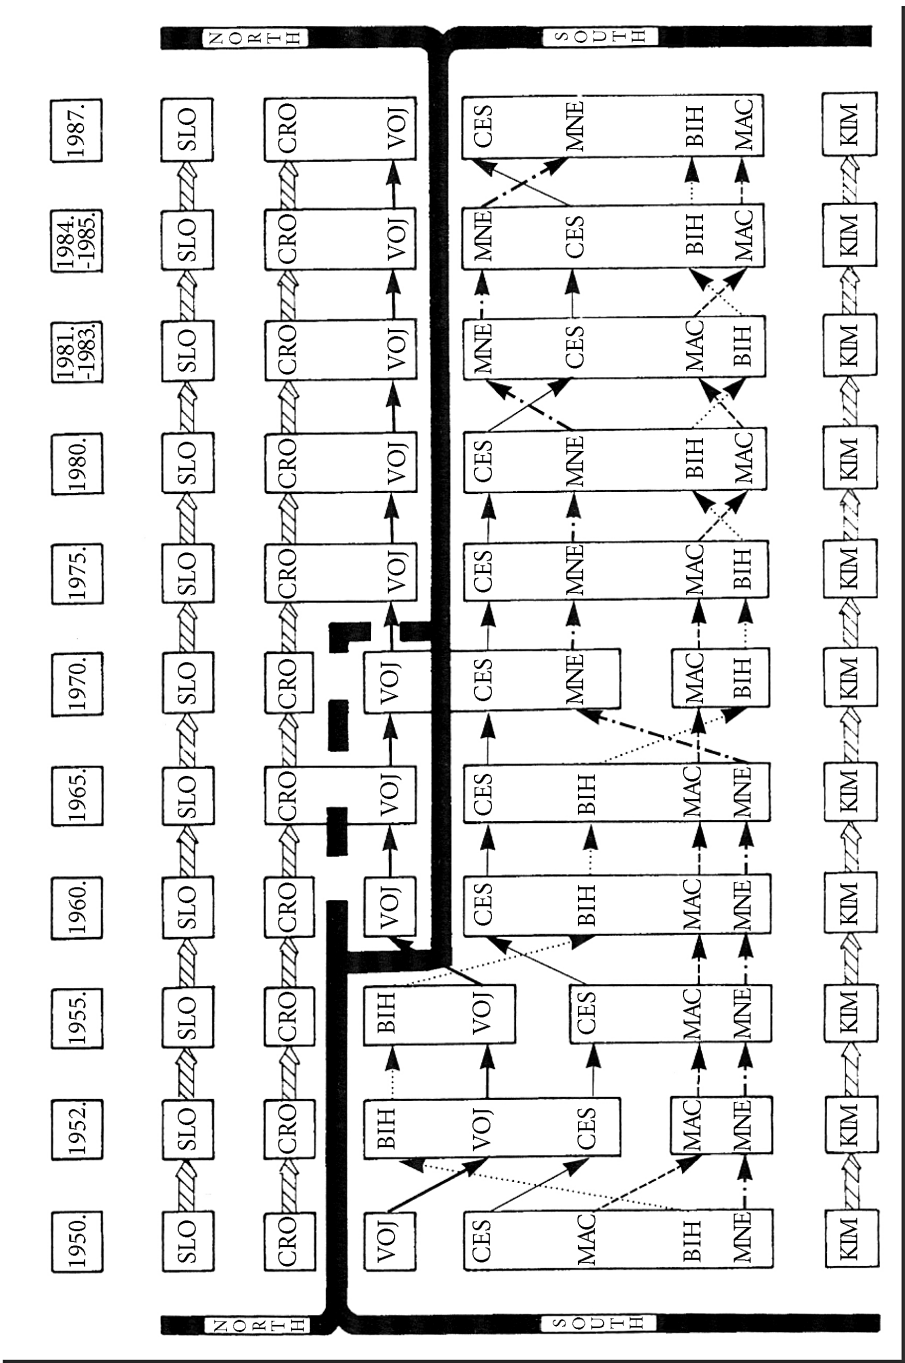 1950. 1952. 1955. 1960. 1965. 1970. 1975. 1980. 1981. -1983. 1984. -1985. 1987.
SLO SLO SLO SLO SLO SLO SLO SLO SLO SLO SLO
NORTH NORTH
CRO CRO CRO CRO CRO CRO CRO CRO CRO CRO CRO
VOJ BIH BIH VOJ VOJ VOJ VOJ VOJ VOJ VOJ VOJ
CES VOJ VOJ CES CES CES CES CES MNE MNE CES
MAC CES CES BIH BIH MNE MNE MNE CES CES MNE
SOUTH SOUTH
BIH MAC MAC MAC MAC MAC MAC BIH MAC BIH BIH
MNE MNE MNE MNE MNE BIH BIH MAC BIH MAC MAC
KIM KIM KIM KIM KIM KIM KIM KIM KIM KIM KIM